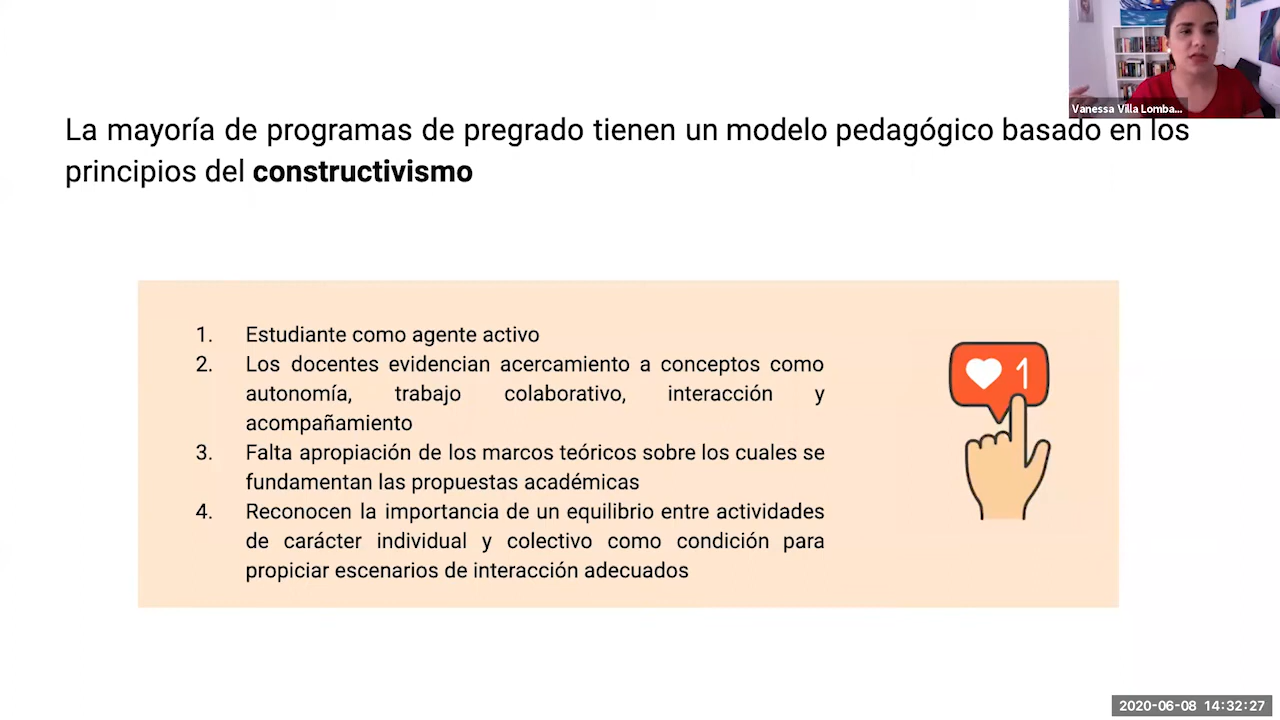 Vanessa Villa Lomba...
La mayoría de programas de pregrado tienen un modelo pedagógico basado en los
principios del constructivismo
1. Estudiante como agente activo
2. Los docentes evidencian acercamiento a conceptos como
autonomía, trabajo colaborativo, interacción y
acompañamiento
3. Falta apropiación de los marcos teóricos sobre los cuales se
fundamentan las propuestas académicas
4. Reconocen la importancia de un equilibrio entre actividades
de carácter individual y colectivo como condición para
propiciar escenarios de interacción adecuados
1
2020-06-08 14:32:27